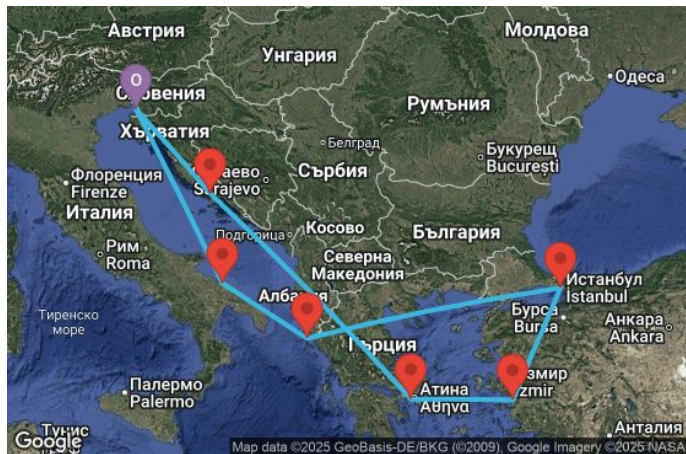 Австрия
Молдова
Унгария
Одеса
О
Словения
Румъния
Хърватия
Белград
Букурещ
București
Флоренция
Firenze
Сърбия
Sarajevo
Италия
Подгорица
Косово
България
Рим
Roma
Северна
Македония
Албания
Истанбул
İstanbul
Тиренско
море
Бурса
Bursa
Анкара
Ankara
Гърция
Палермо
Palermo
Атина
Αθήνα
Измир
Izmir
Анталия
Тунис
Google
Map data ©2025 GeoBasis-DE/BKG (©2009), Google Imagery ©2025 NASA